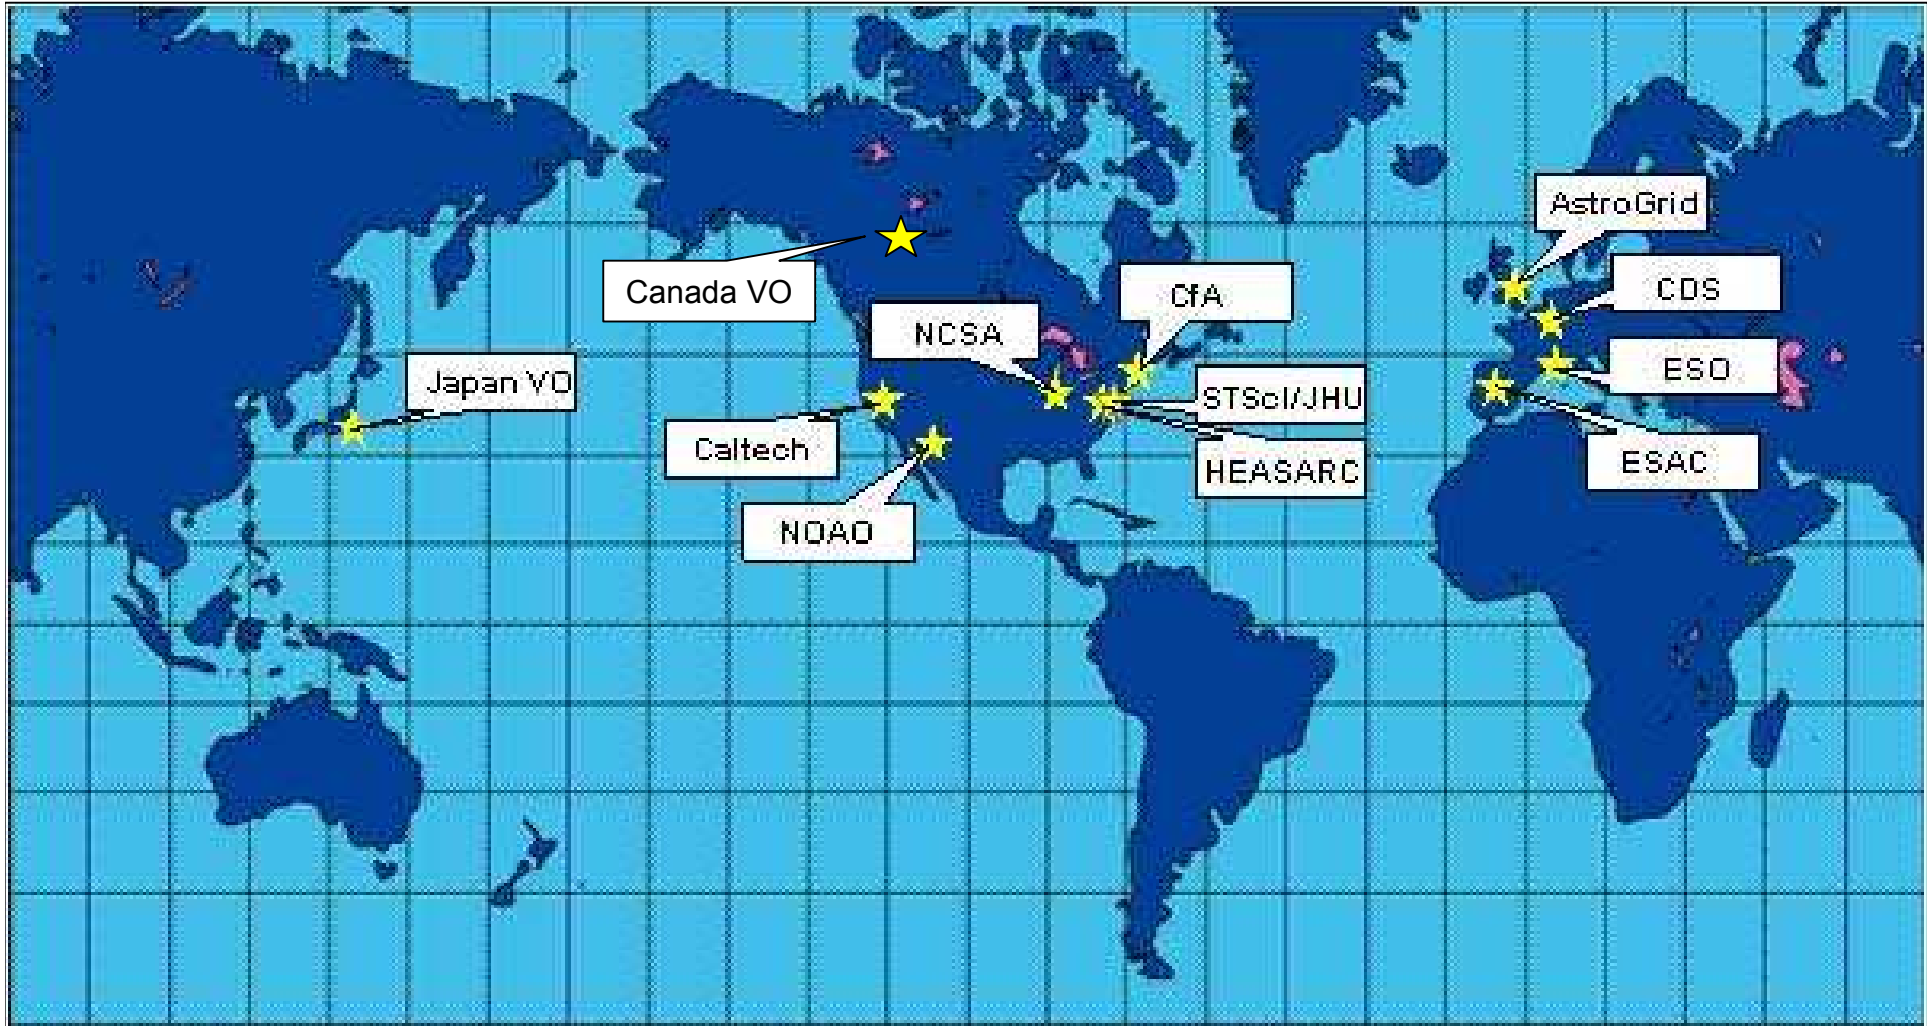 AstroGrid
Canada VO
CfA
CDS
NCSA
Japan VO
STScI/JHU
ESO
Caltech
HEASARC
ESAC
NOAO